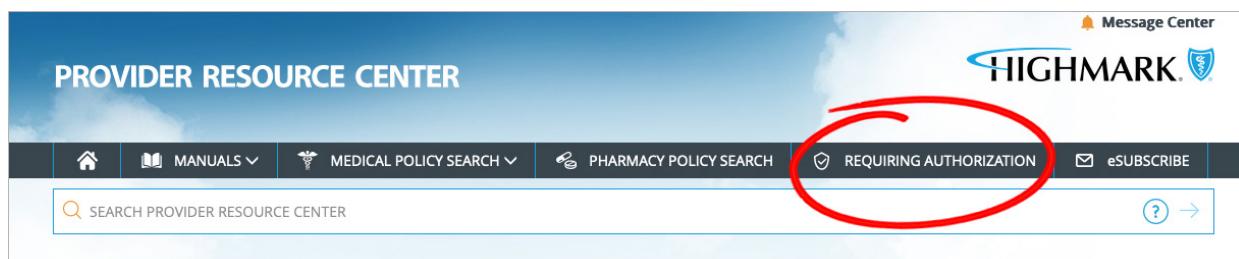 Message Center
PROVIDER RESOURCE CENTER
HIGHMARK.
MANUALS MEDICAL POLICY SEARCH PHARMACY POLICY SEARCH REQUIRING AUTHORIZATION eSUBSCRIBE
SEARCH PROVIDER RESOURCE CENTER ?